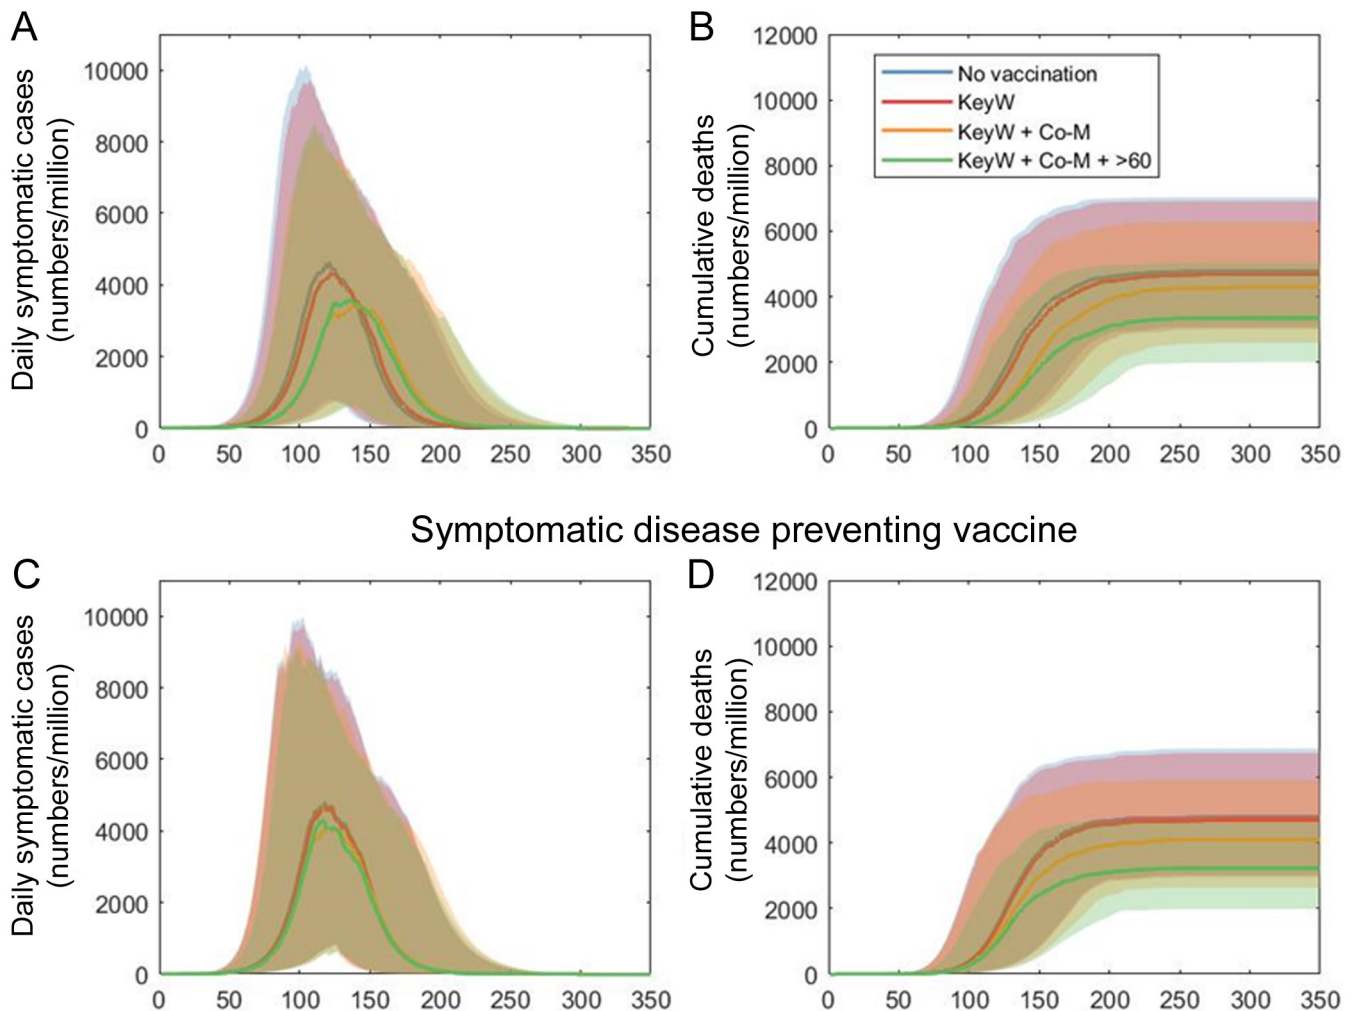 A
B
Daily symptomatic cases
(numbers/million)
10000
8000
6000
4000
2000
0
0 50 100 150 200 250 300 350
Cumulative deaths
(numbers/million)
12000
10000
8000
6000
4000
2000
0
No vaccination
KeyW
KeyW + Co-M
KeyW + Co-M + >60
0 50 100 150 200 250 300 350
Symptomatic disease preventing vaccine
C
D
Daily symptomatic cases
(numbers/million)
10000
8000
6000
4000
2000
0
0 50 100 150 200 250 300 350
Cumulative deaths
(numbers/million)
12000
10000
8000
6000
4000
2000
0
0 50 100 150 200 250 300 350